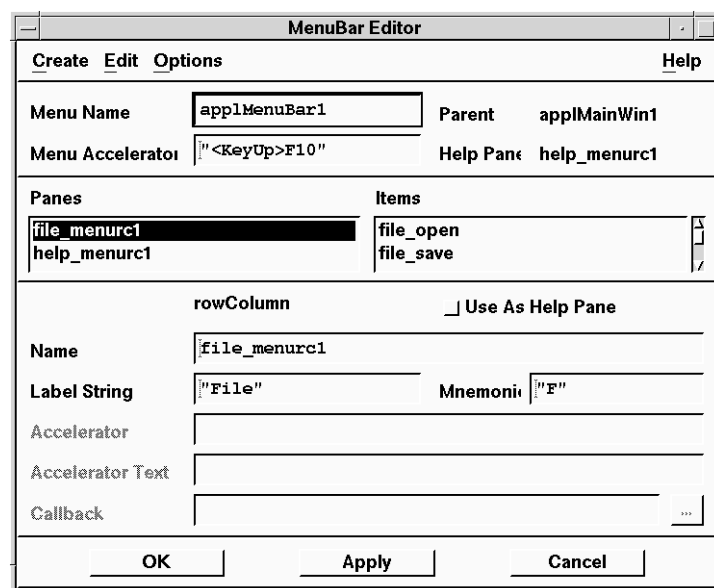 MenuBar Editor
Create Edit Options Help
Menu Name applMenuBar1 Parent applMainWin1
Menu Accelerator "<KeyUp>F10" Help Pane help_menurc1
Panes Items
file_menurc1 file_open
help_menurc1 file_save
rowColumn Use As Help Pane
Name file_menurc1
Label String "File" Mnemonic "F"
Accelerator
Accelerator Text
Callback ...
OK Apply Cancel